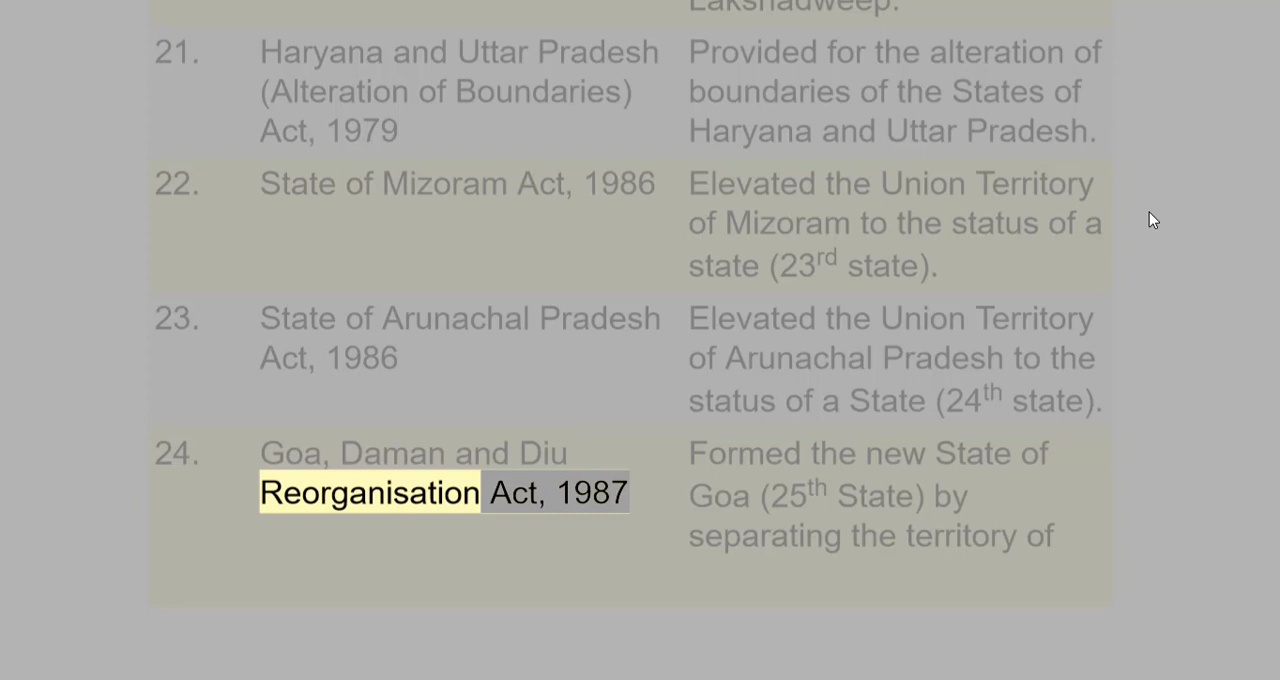 Lakshadweep.
21. Haryana and Uttar Pradesh Provided for the alteration of
(Alteration of Boundaries) boundaries of the States of
Act, 1979 Haryana and Uttar Pradesh.
22. State of Mizoram Act, 1986 Elevated the Union Territory
of Mizoram to the status of a
state (23rd state).
23. State of Arunachal Pradesh Elevated the Union Territory
Act, 1986 of Arunachal Pradesh to the
status of a State (24th state).
24. Goa, Daman and Diu Formed the new State of
Reorganisation Act, 1987 Goa (25th State) by
separating the territory of